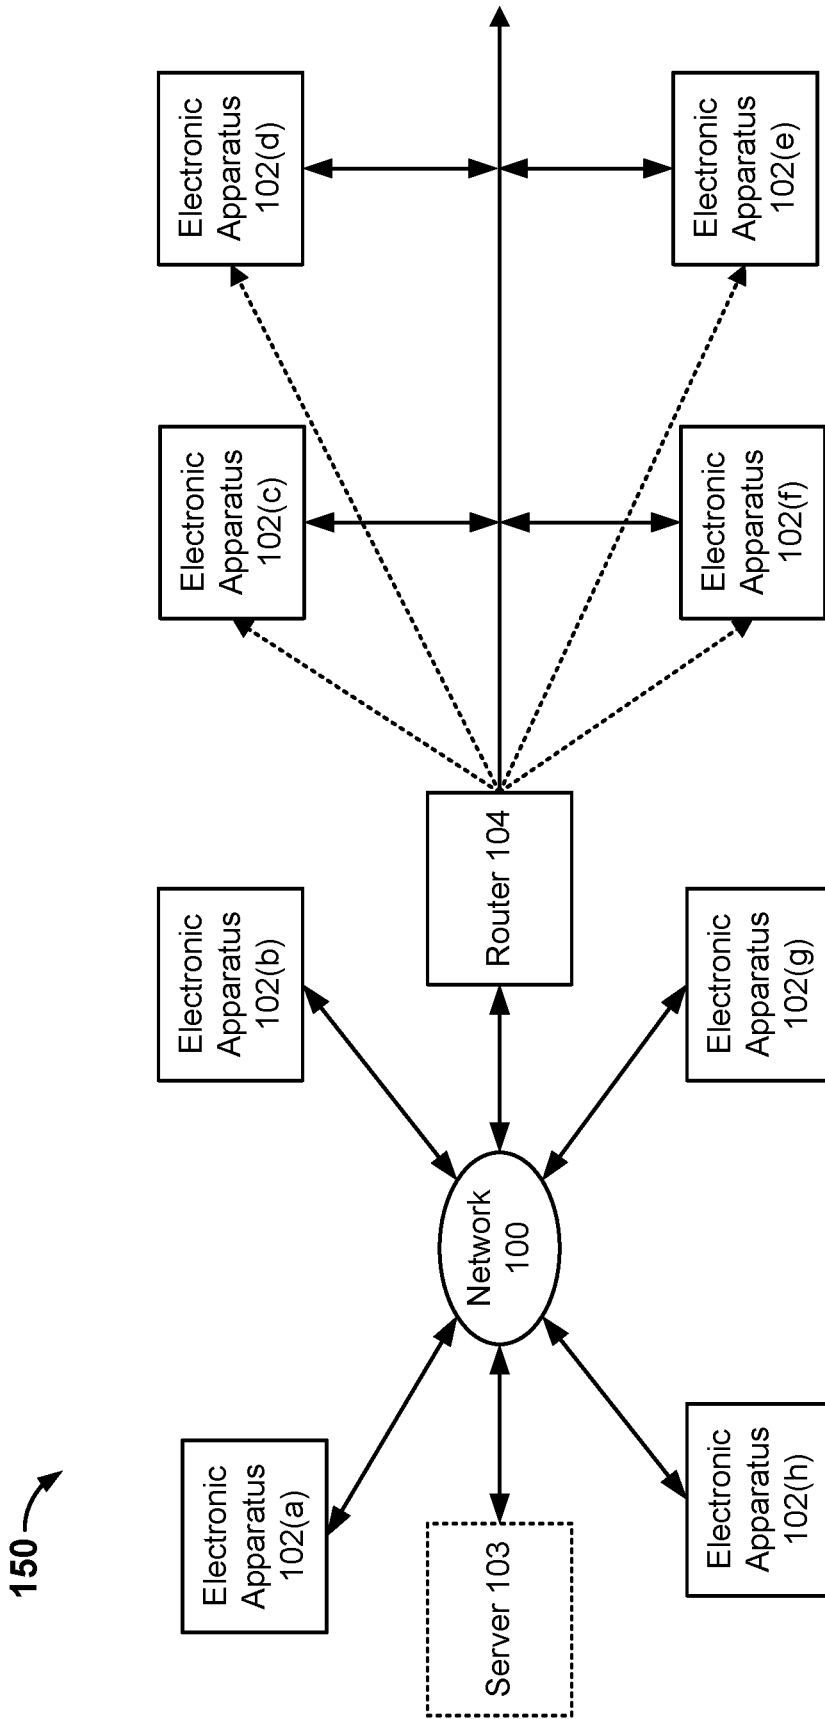 150
Electronic
Apparatus
102(a)
Electronic
Apparatus
102(b)
Electronic
Apparatus
102(c)
Electronic
Apparatus
102(d)
Server 103
Network
100
Router 104
Electronic
Apparatus
102(h)
Electronic
Apparatus
102(g)
Electronic
Apparatus
102(f)
Electronic
Apparatus
102(e)